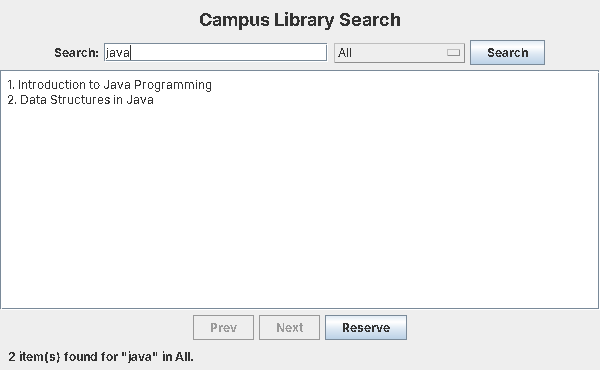 Campus Library Search
Search: java All Search
1. Introduction to Java Programming
2. Data Structures in Java
Prev Next Reserve
2 item(s) found for "java" in All.